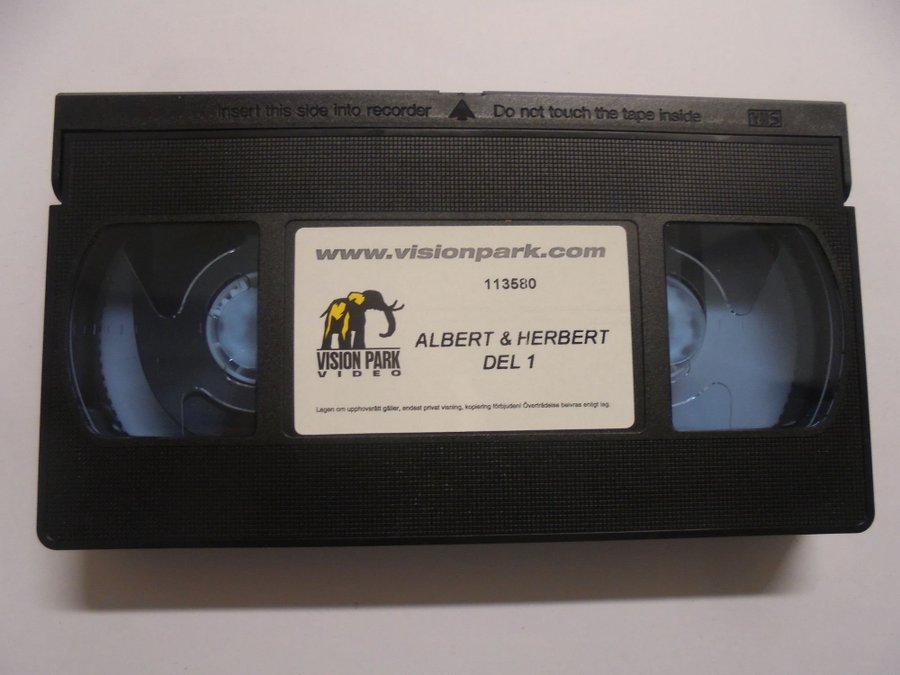 Insert this side into recorder Do not touch the tape inside VHS
www.visionpark.com
113580
ALBERT & HERBERT
DEL 1
VISION PARK
VIDEO
Lagen om upphovsrätt gäller, endast privat visning, kopiering förbjuden! Överträdelse beivras enligt lag.